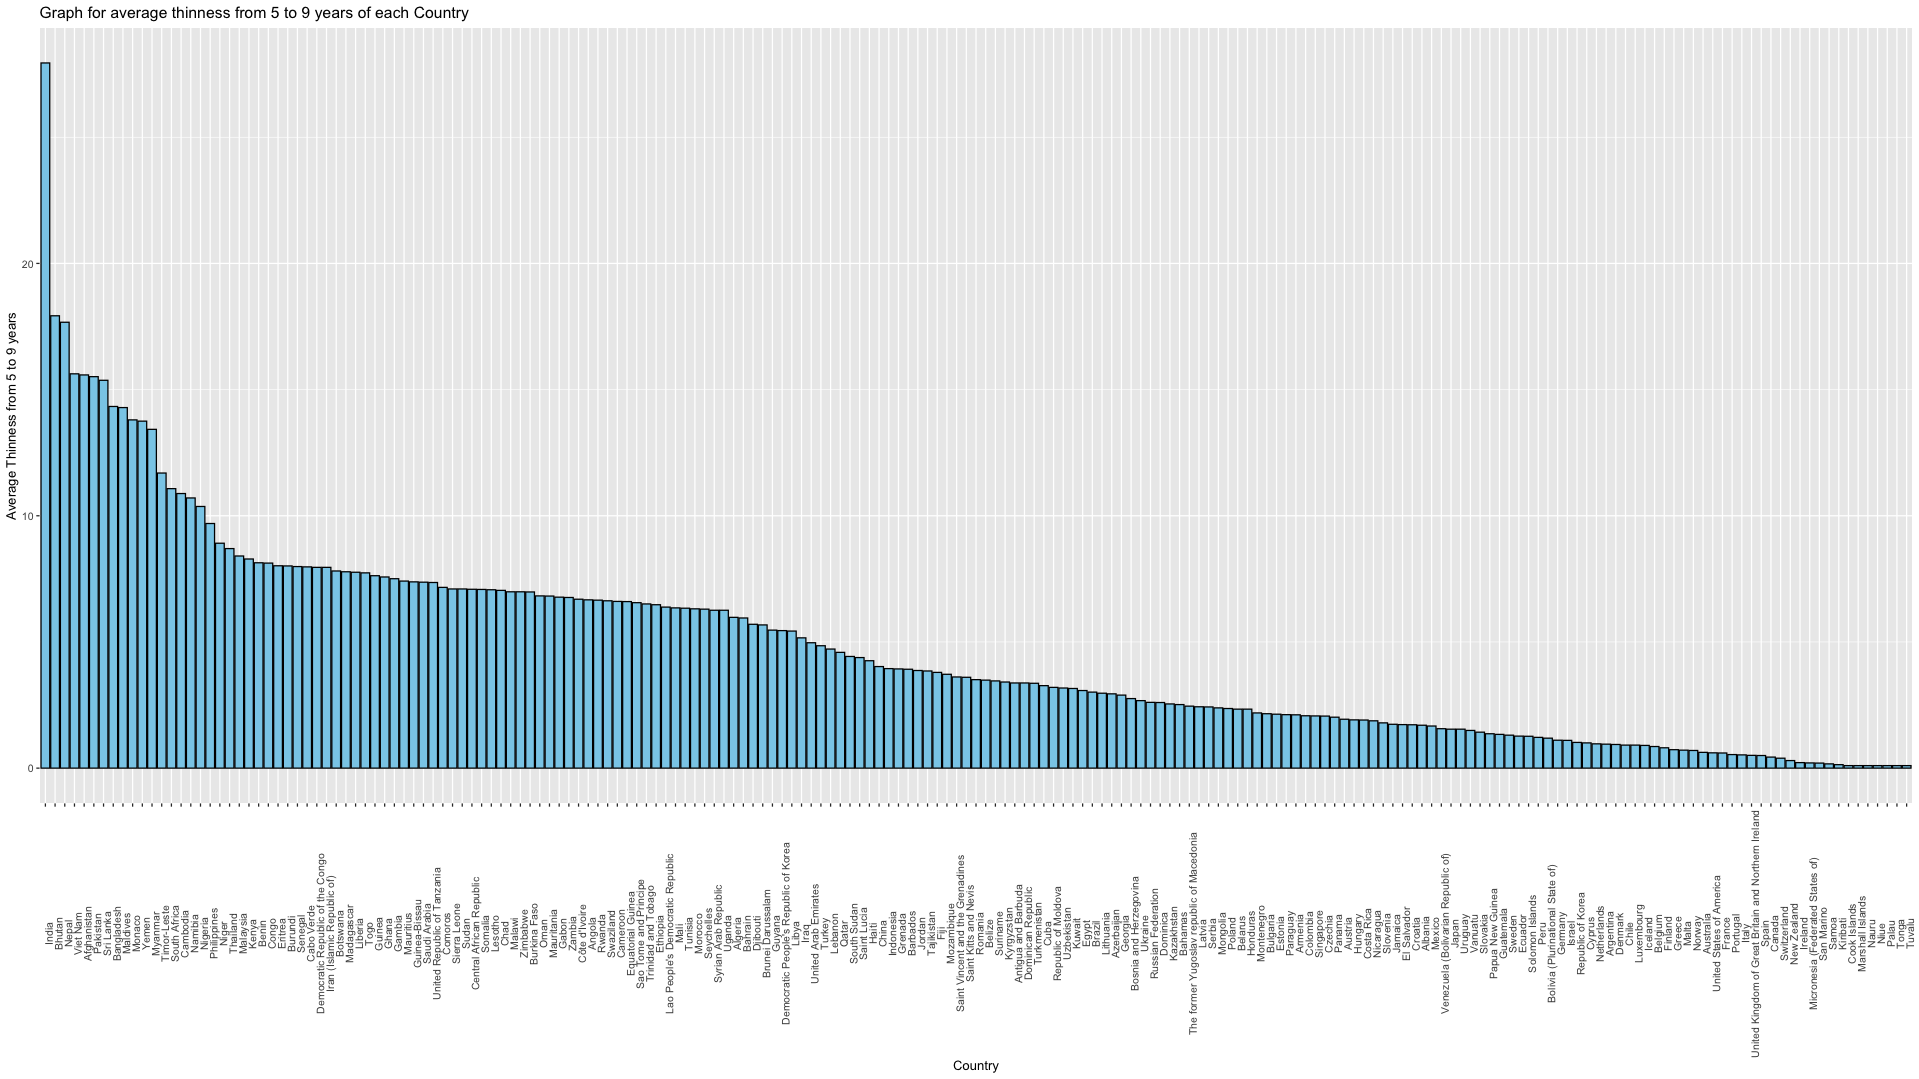 Graph for average thinness from 5 to 9 years of each Country
Average Thinness from 5 to 9 years
20
10
0
India
Bhutan
Nepal
Viet Nam
Afghanistan
Pakistan
Sri Lanka
Bangladesh
Maldives
Monaco
Yemen
Myanmar
Timor-Leste
South Africa
Cambodia
Namibia
Nigeria
Philippines
Niger
Thailand
Malaysia
Kenya
Benin
Congo
Eritrea
Burundi
Senegal
Cabo Verde
Democratic Republic of the Congo
Iran (Islamic Republic of)
Botswana
Madagascar
Liberia
Togo
Guinea
Ghana
Gambia
Mauritius
Guinea-Bissau
Saudi Arabia
United Republic of Tanzania
Comoros
Sierra Leone
Sudan
Central African Republic
Somalia
Lesotho
Chad
Malawi
Zimbabwe
Burkina Faso
Oman
Mauritania
Gabon
Zambia
Côte d'Ivoire
Angola
Rwanda
Swaziland
Cameroon
Equatorial Guinea
Sao Tome and Principe
Trinidad and Tobago
Ethiopia
Lao People's Democratic Republic
Mali
Tunisia
Morocco
Seychelles
Syrian Arab Republic
Uganda
Algeria
Bahrain
Djibouti
Brunei Darussalam
Guyana
Democratic People's Republic of Korea
Libya
Iraq
United Arab Emirates
Turkey
Lebanon
Qatar
South Sudan
Saint Lucia
Haiti
China
Indonesia
Grenada
Barbados
Jordan
Tajikistan
Fiji
Mozambique
Saint Vincent and the Grenadines
Saint Kitts and Nevis
Romania
Belize
Suriname
Kyrgyzstan
Antigua and Barbuda
Dominican Republic
Turkmenistan
Cuba
Republic of Moldova
Uzbekistan
Kuwait
Egypt
Brazil
Lithuania
Azerbaijan
Georgia
Bosnia and Herzegovina
Ukraine
Russian Federation
Dominica
Kazakhstan
Bahamas
The former Yugoslav republic of Macedonia
Latvia
Serbia
Mongolia
Poland
Belarus
Honduras
Montenegro
Bulgaria
Estonia
Paraguay
Armenia
Colombia
Singapore
Czechia
Panama
Austria
Hungary
Costa Rica
Nicaragua
Slovenia
Jamaica
El Salvador
Croatia
Albania
Mexico
Venezuela (Bolivarian Republic of)
Japan
Uruguay
Vanuatu
Slovakia
Papua New Guinea
Guatemala
Sweden
Ecuador
Solomon Islands
Peru
Bolivia (Plurinational State of)
Germany
Israel
Republic of Korea
Cyprus
Netherlands
Argentina
Denmark
Chile
Luxembourg
Iceland
Belgium
Finland
Greece
Malta
Norway
Australia
United States of America
France
Portugal
Italy
United Kingdom of Great Britain and Northern Ireland
Spain
Canada
Switzerland
New Zealand
Ireland
Micronesia (Federated States of)
San Marino
Samoa
Kiribati
Cook Islands
Marshall Islands
Nauru
Niue
Palau
Tonga
Tuvalu
Country